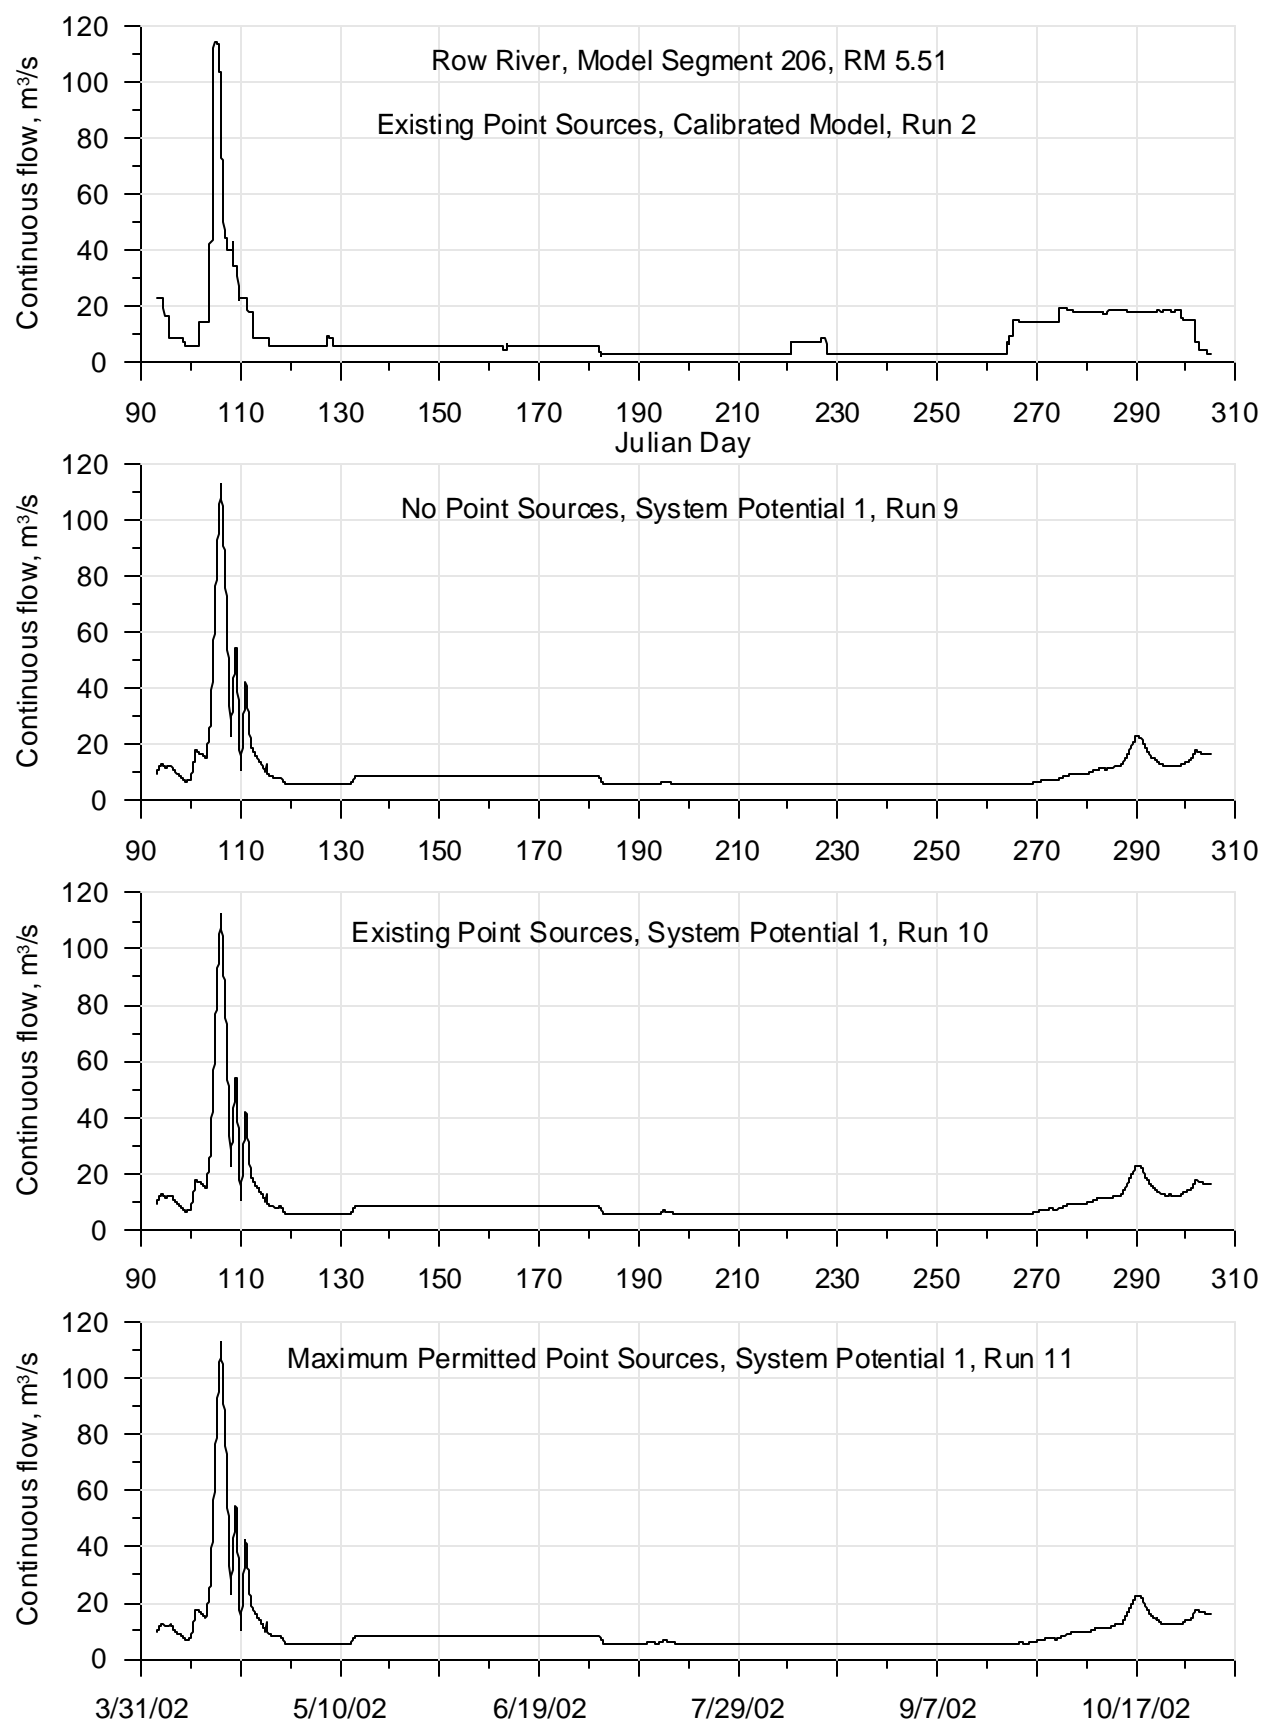 120
100
80
60
40
20
0
Continuous flow, m³/s
Row River, Model Segment 206, RM 5.51
Existing Point Sources, Calibrated Model, Run 2
90 110 130 150 170 190 210 230 250 270 290 310
Julian Day
120
100
80
60
40
20
0
Continuous flow, m³/s
No Point Sources, System Potential 1, Run 9
90 110 130 150 170 190 210 230 250 270 290 310
120
100
80
60
40
20
0
Continuous flow, m³/s
Existing Point Sources, System Potential 1, Run 10
90 110 130 150 170 190 210 230 250 270 290 310
120
100
80
60
40
20
0
Continuous flow, m³/s
Maximum Permitted Point Sources, System Potential 1, Run 11
3/31/02 5/10/02 6/19/02 7/29/02 9/7/02 10/17/02